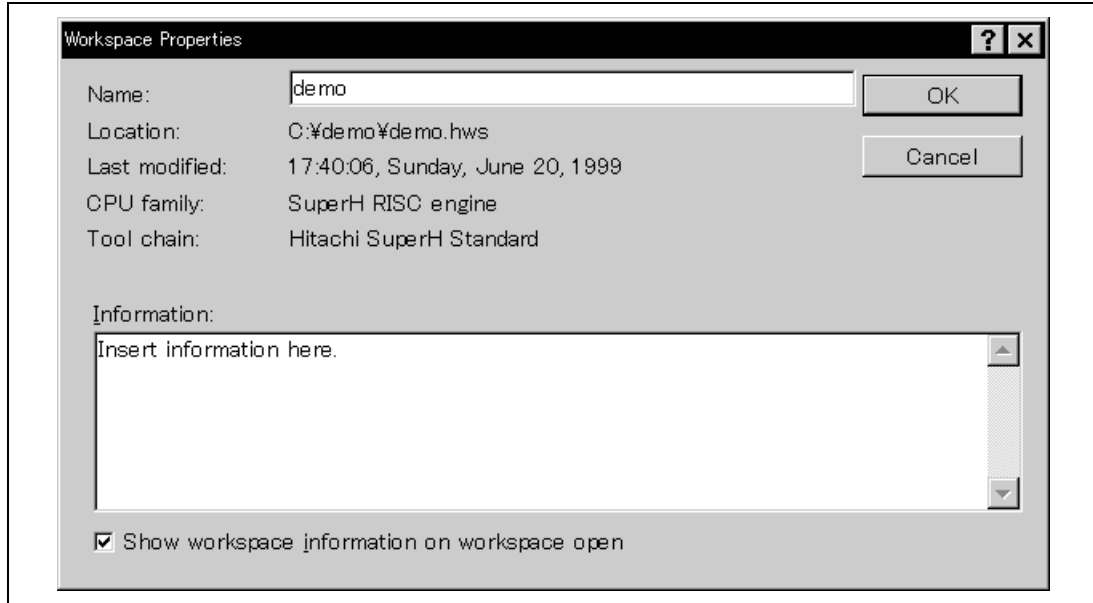 Workspace Properties
Name: demo OK
Location: C:¥demo¥demo.hws
Last modified: 17:40:06, Sunday, June 20, 1999 Cancel
CPU family: SuperH RISC engine
Tool chain: Hitachi SuperH Standard
Information:
Insert information here.
Show workspace information on workspace open